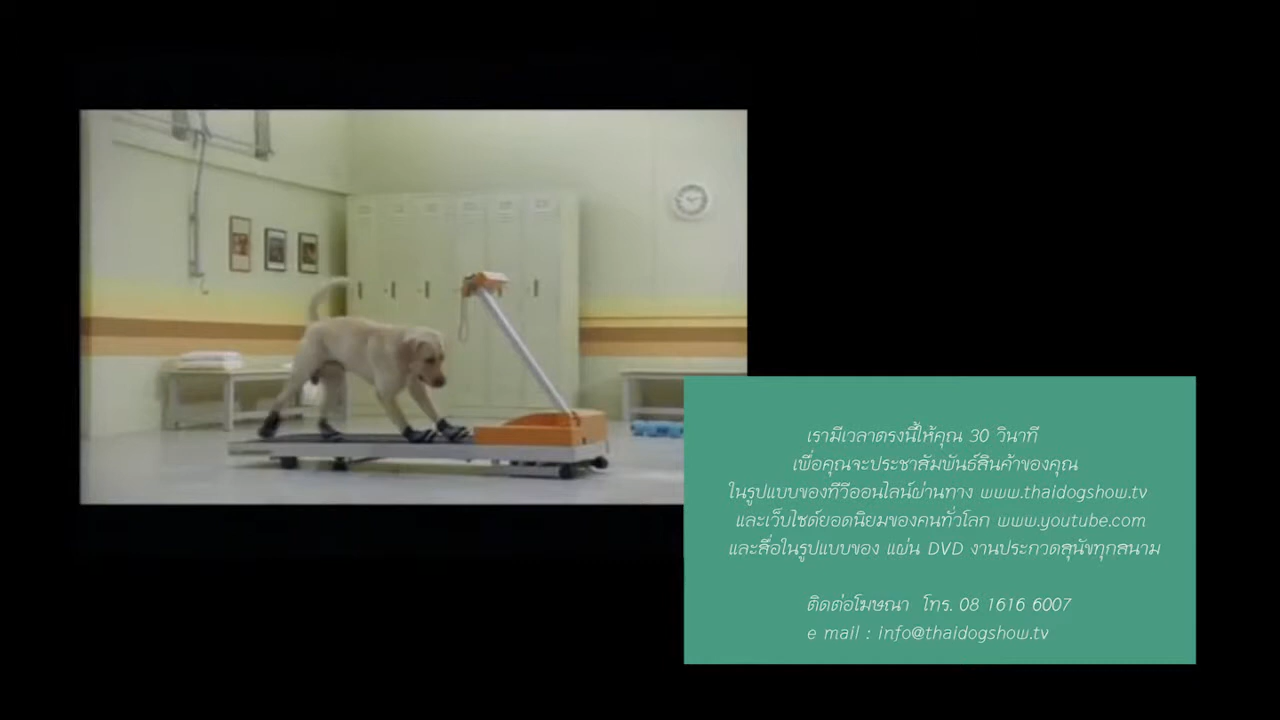 เรามีเวลาตรงนี้ให้คุณ 30 วินาที
เพื่อคุณจะประชาสัมพันธ์สินค้าของคุณ
ในรูปแบบของทีวีออนไลน์ผ่านทาง www.thaidogshow.tv
และเว็บไซต์ยอดนิยมของคนทั่วโลก www.youtube.com
และสื่อในรูปแบบของ แผ่น DVD งานประกวดสุนัขทุกสนาม
ติดต่อโฆษณา โทร. 08 1616 6007
e mail : info@thaidogshow.tv